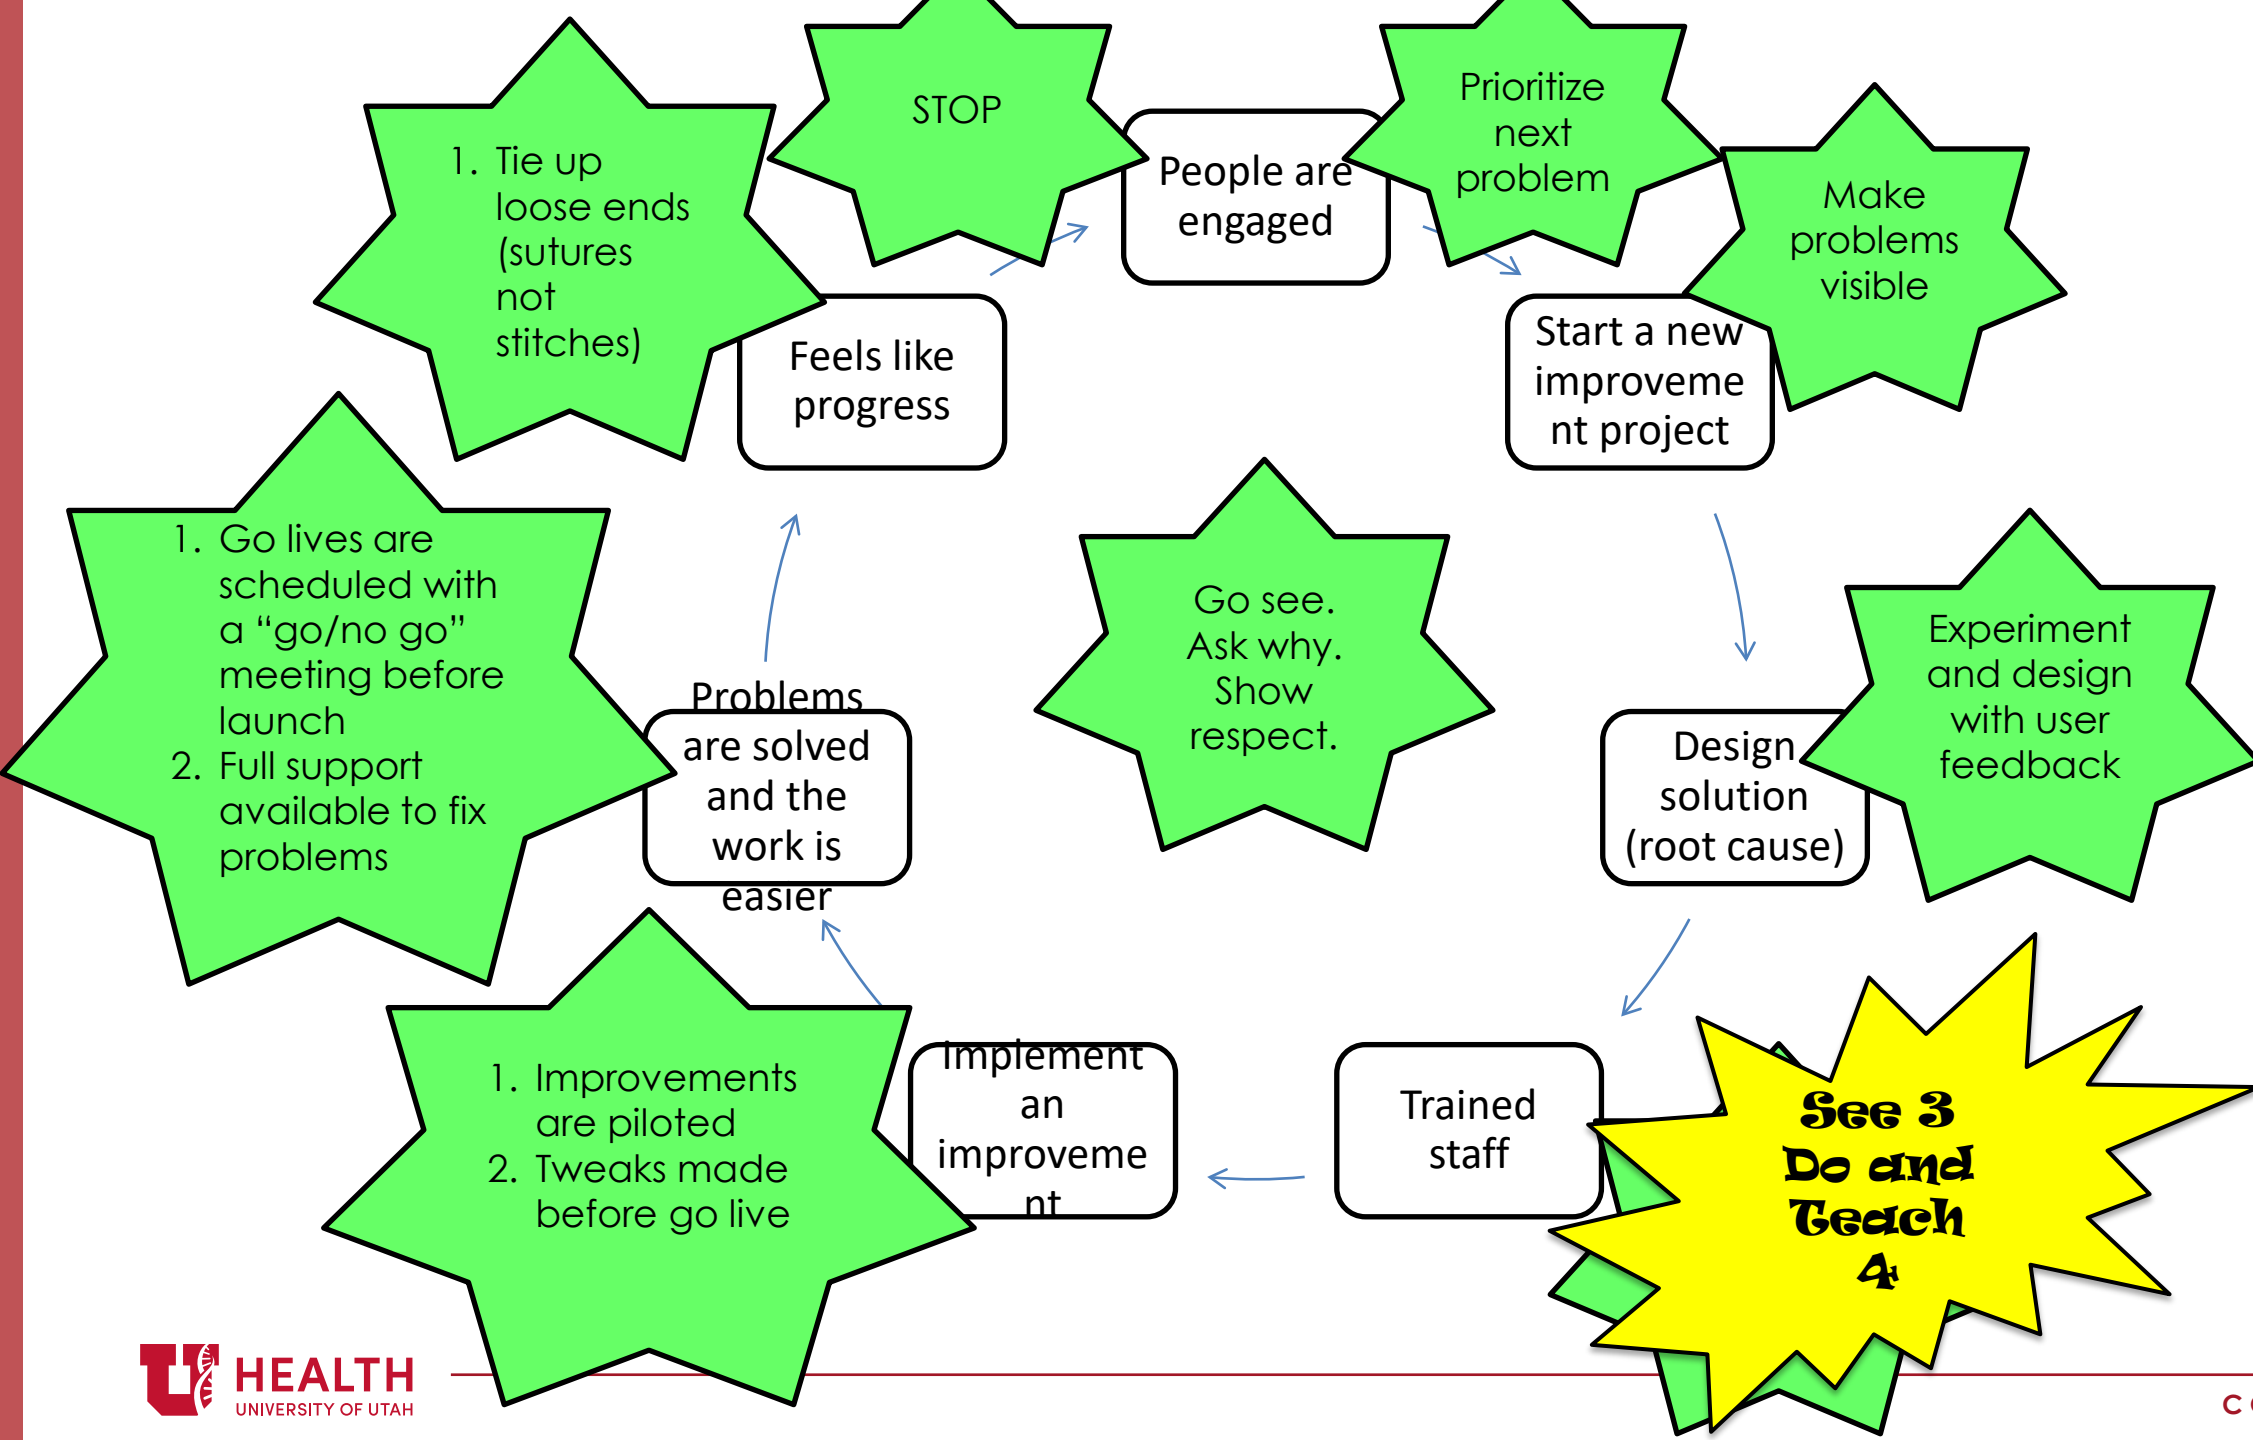 STOP
Prioritize
next
problem
1. Tie up
loose ends
(sutures
not
stitches)
People are
engaged
Make
problems
visible
Feels like
progress
Start a new
improveme
nt project
1. Go lives are
scheduled with
a “go/no go”
meeting before
launch
2. Full support
available to fix
problems
Go see.
Ask why.
Show
respect.
Experiment
and design
with user
feedback
Problems
are solved
and the
work is
easier
Design
solution
(root cause)
1. Improvements
are piloted
2. Tweaks made
before go live
Implement
an
improveme
nt
Trained
staff
See 3
Do and
Teach
4
U HEALTH
UNIVERSITY OF UTAH